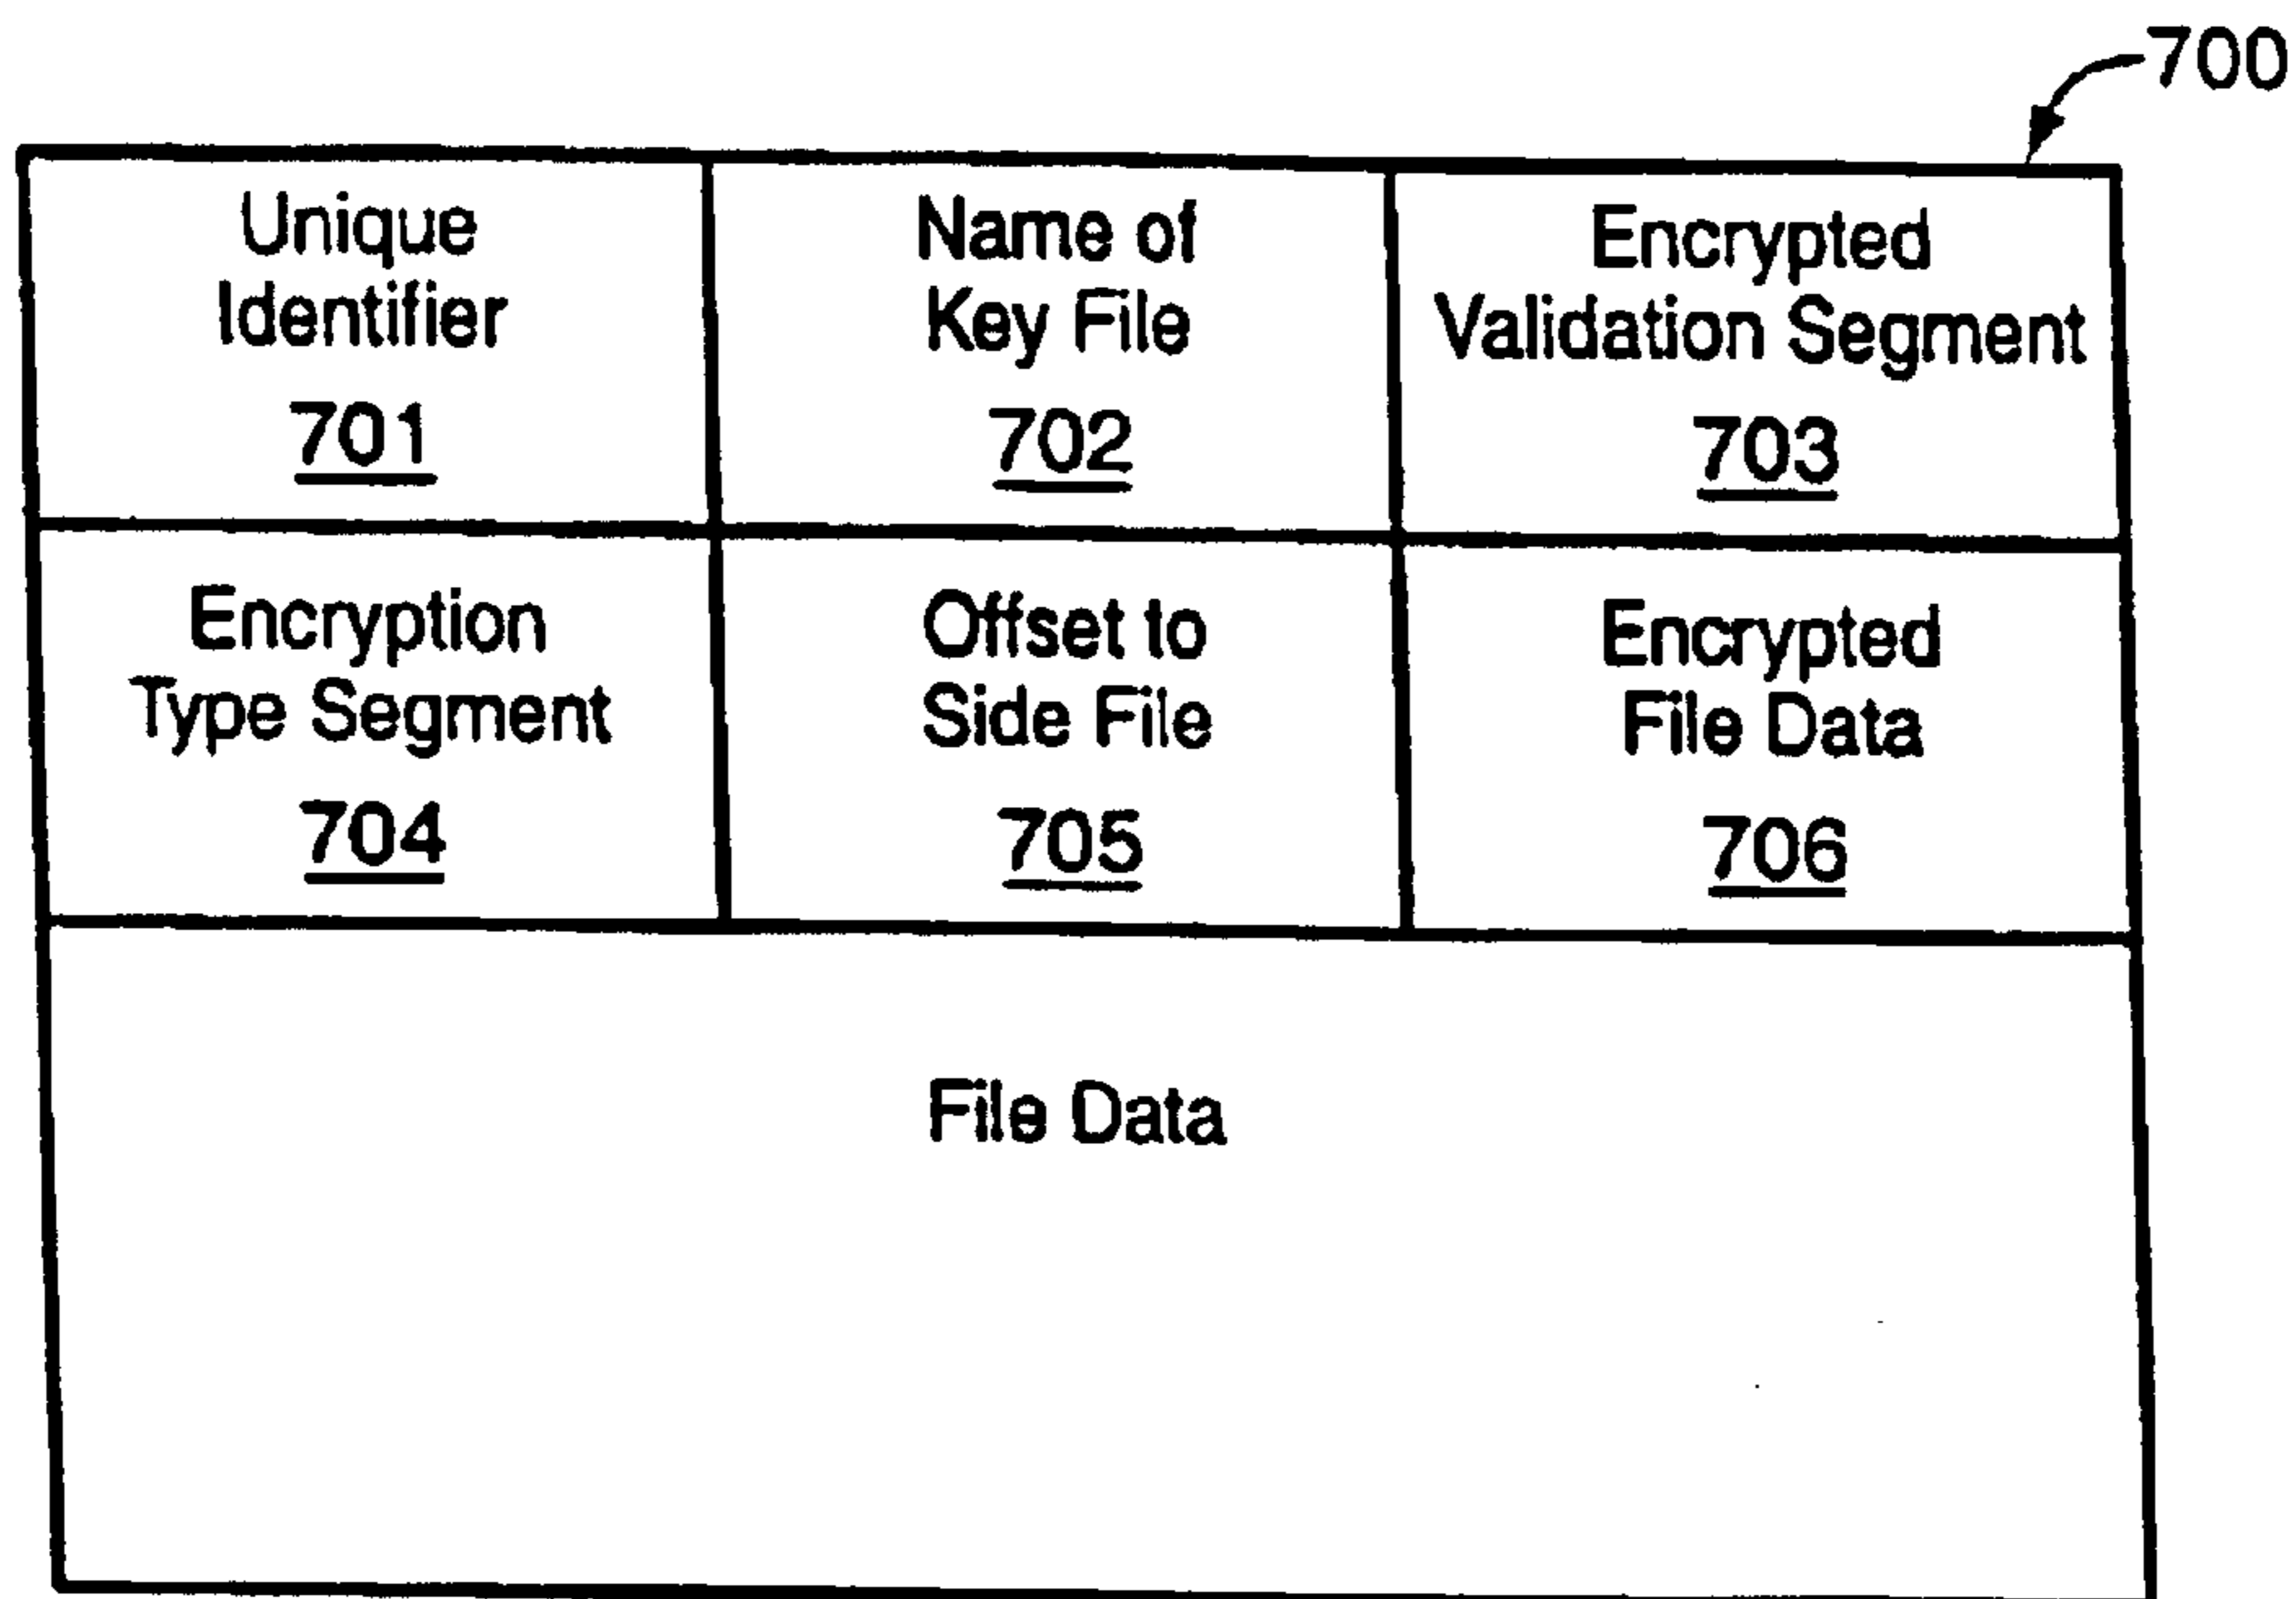 700
Unique
Identifier
701
Name of
Key File
702
Encrypted
Validation Segment
703
Encryption
Type Segment
704
Offset to
Side File
705
Encrypted
File Data
706
File Data